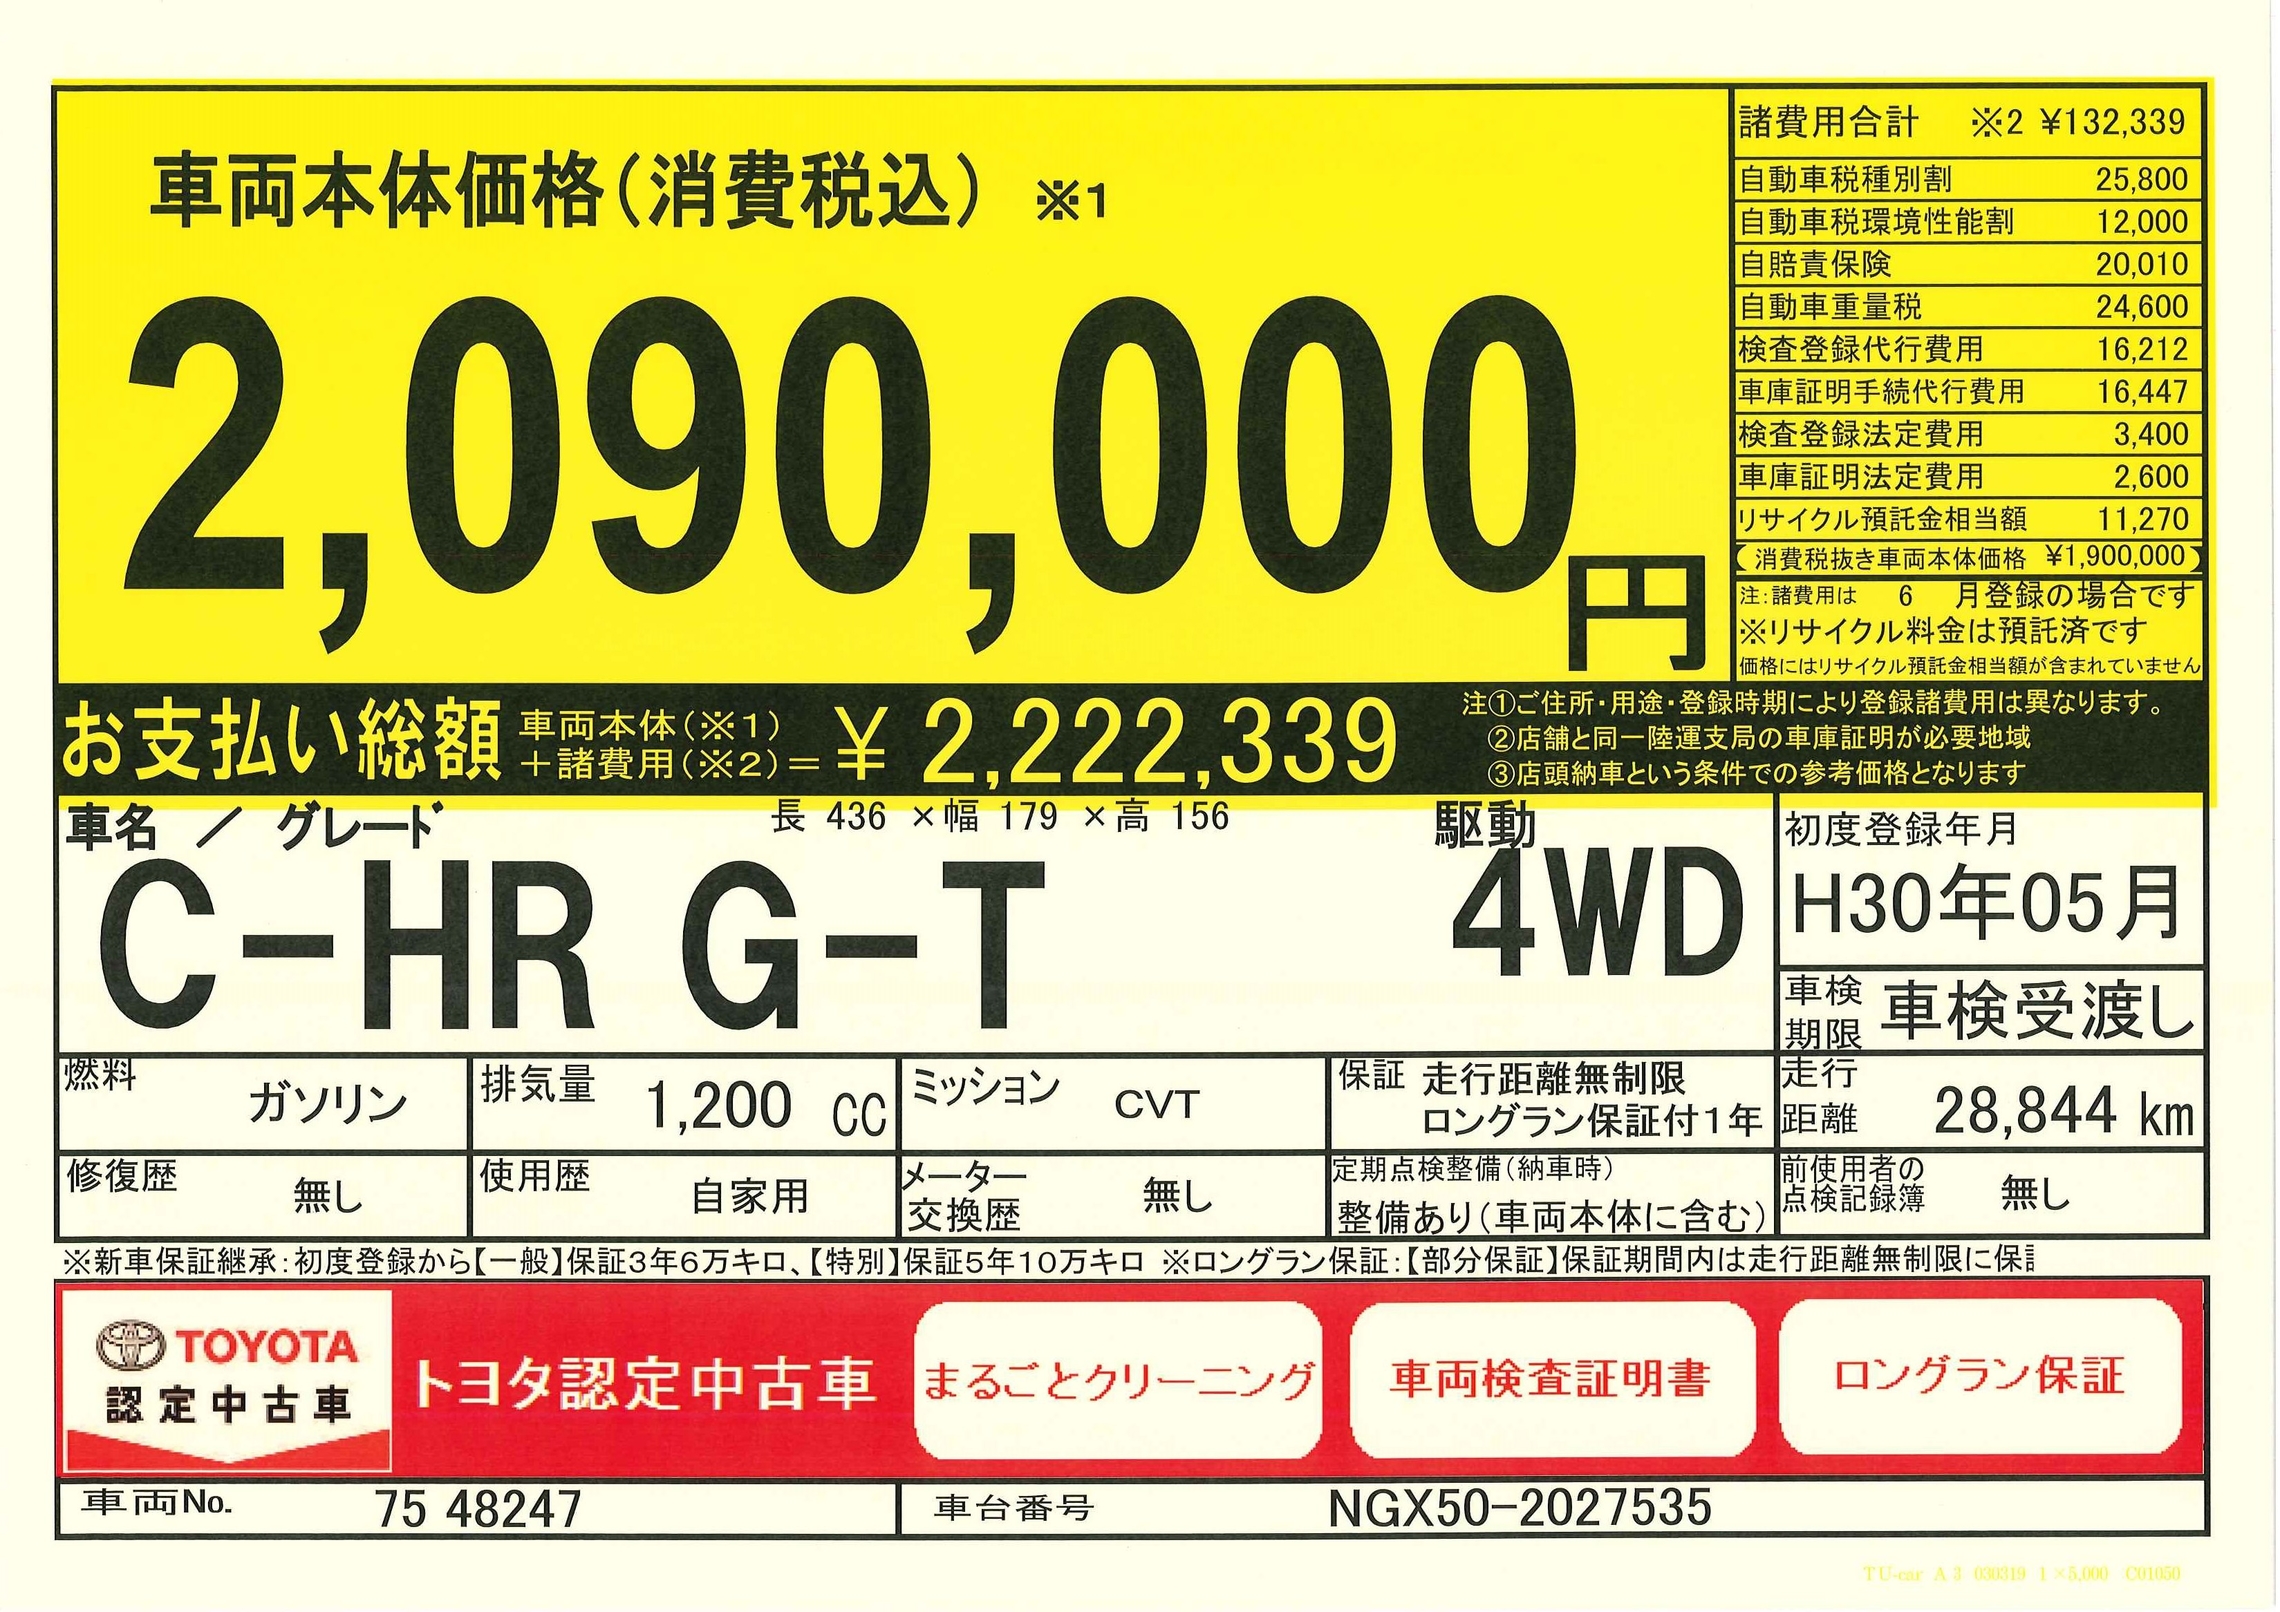 車両本体価格(消費税込) ※1
2,090,000円
諸費用合計 ※2 ¥132,339
自動車税種別割 25,800
自動車税環境性能割 12,000
自賠責保険 20,010
自動車重量税 24,600
検査登録代行費用 16,212
車庫証明手続代行費用 16,447
検査登録法定費用 3,400
車庫証明法定費用 2,600
リサイクル預託金相当額 11,270
(消費税抜き車両本体価格 ¥1,900,000)
注:諸費用は 6 月登録の場合です
※リサイクル料金は預託済です
価格にはリサイクル預託金相当額が含まれていません
お支払い総額 車両本体(※1)
+諸費用(※2)= ¥ 2,222,339
注①ご住所・用途・登録時期により登録諸費用は異なります。
②店舗と同一陸運支局の車庫証明が必要地域
③店頭納車という条件での参考価格となります
車名 / グレード 長 436 ×幅 179 ×高 156 駆動
C-HR G-T 4WD
初度登録年月
H30年05月
車検期限 車検受渡し
燃料 ガソリン
排気量 1,200 CC
ミッション CVT
保証 走行距離無制限
ロングラン保証付1年
走行距離 28,844 km
修復歴 無し
使用歴 自家用
メーター交換歴 無し
定期点検整備(納車時)
整備あり(車両本体に含む)
前使用者の点検記録簿 無し
※新車保証継承:初度登録から【一般】保証3年6万キロ、【特別】保証5年10万キロ ※ロングラン保証:【部分保証】保証期間内は走行距離無制限に保
TOYOTA
認定中古車
トヨタ認定中古車
まるごとクリーニング
車両検査証明書
ロングラン保証
車両No. 75 48247
車台番号 NGX50-2027535
TU-car A3 030319 1×5,000 C01050